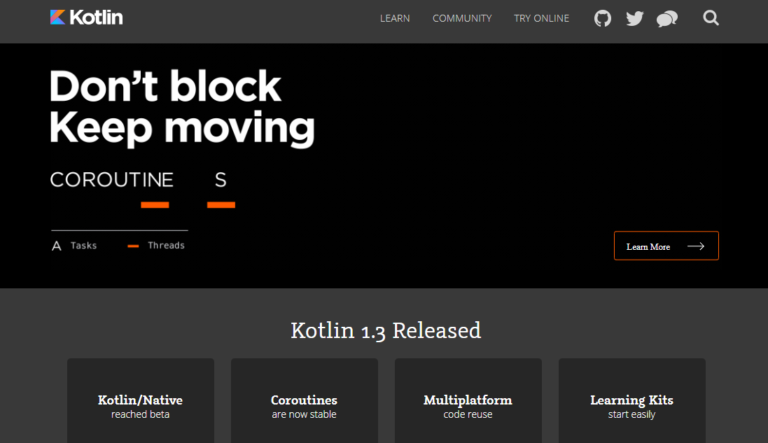 Kotlin
LEARN COMMUNITY TRY ONLINE
Don't block
Keep moving
COROUTINE S
A Tasks Threads
Learn More
Kotlin 1.3 Released
Kotlin/Native
reached beta
Coroutines
are now stable
Multiplatform
code reuse
Learning Kits
start easily